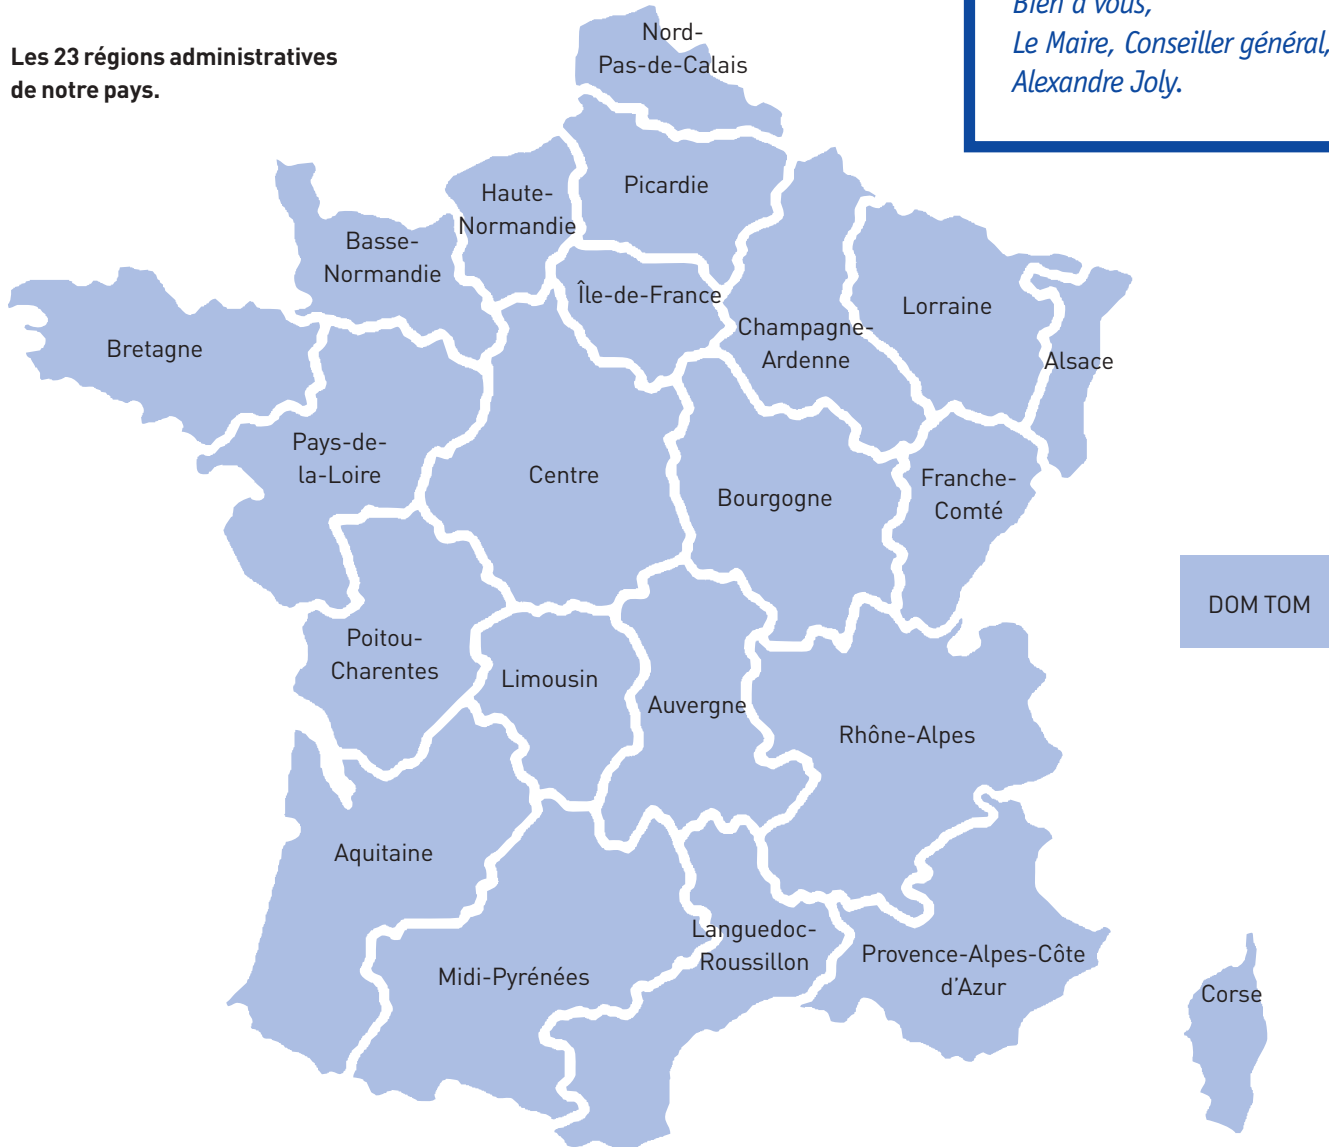 Les 23 régions administratives
de notre pays.
Bien à vous,
Le Maire, Conseiller général,
Alexandre Joly.
Nord-
Pas-de-Calais
Picardie
Haute-
Normandie
Basse-
Normandie
Île-de-France
Champagne-
Ardenne
Lorraine
Alsace
Bretagne
Pays-de-
la-Loire
Centre
Bourgogne
Franche-
Comté
DOM TOM
Poitou-
Charentes
Limousin
Auvergne
Rhône-Alpes
Aquitaine
Midi-Pyrénées
Languedoc-
Roussillon
Provence-Alpes-Côte
d'Azur
Corse